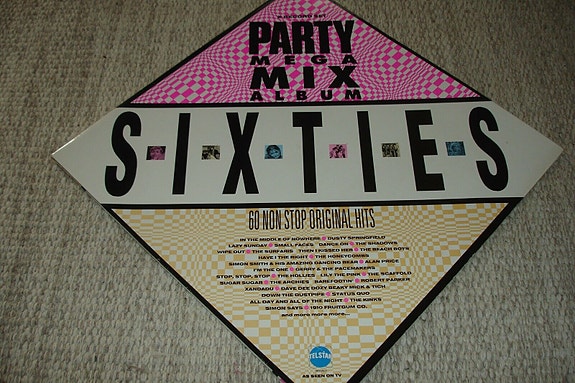 PARTY
MEGA
MIX
ALBUM
S·I·X·T·I·E·S
60 NON STOP ORIGINAL HITS
IN THE MIDDLE OF NOWHERE ● DUSTY SPRINGFIELD
LAZY SUNDAY ● SMALL FACES DANCE ON ● THE SHADOWS
WIPE OUT ● THE SURFARIS THEN I KISSED HER ● THE BEACH BOYS
HAVE I THE RIGHT ● THE HONEYCOMBS
SIMON SMITH & HIS AMAZING DANCING BEAR ● ALAN PRICE
I'M THE ONE ● GERRY & THE PACEMAKERS
STOP, STOP, STOP ● THE HOLLIES LILY THE PINK ● THE SCAFFOLD
SUGAR SUGAR ● THE ARCHIES BAREFOOTIN' ● ROBERT PARKER
XANADU ● DAVE DEE DOZY BEAKY MICK & TICH
DOWN THE DUSTPIPE ● STATUS QUO
ALL DAY AND ALL OF THE NIGHT ● THE KINKS
SIMON SAYS ● 1910 FRUITGUM CO.
and more more more...
TELSTAR
AS SEEN ON TV